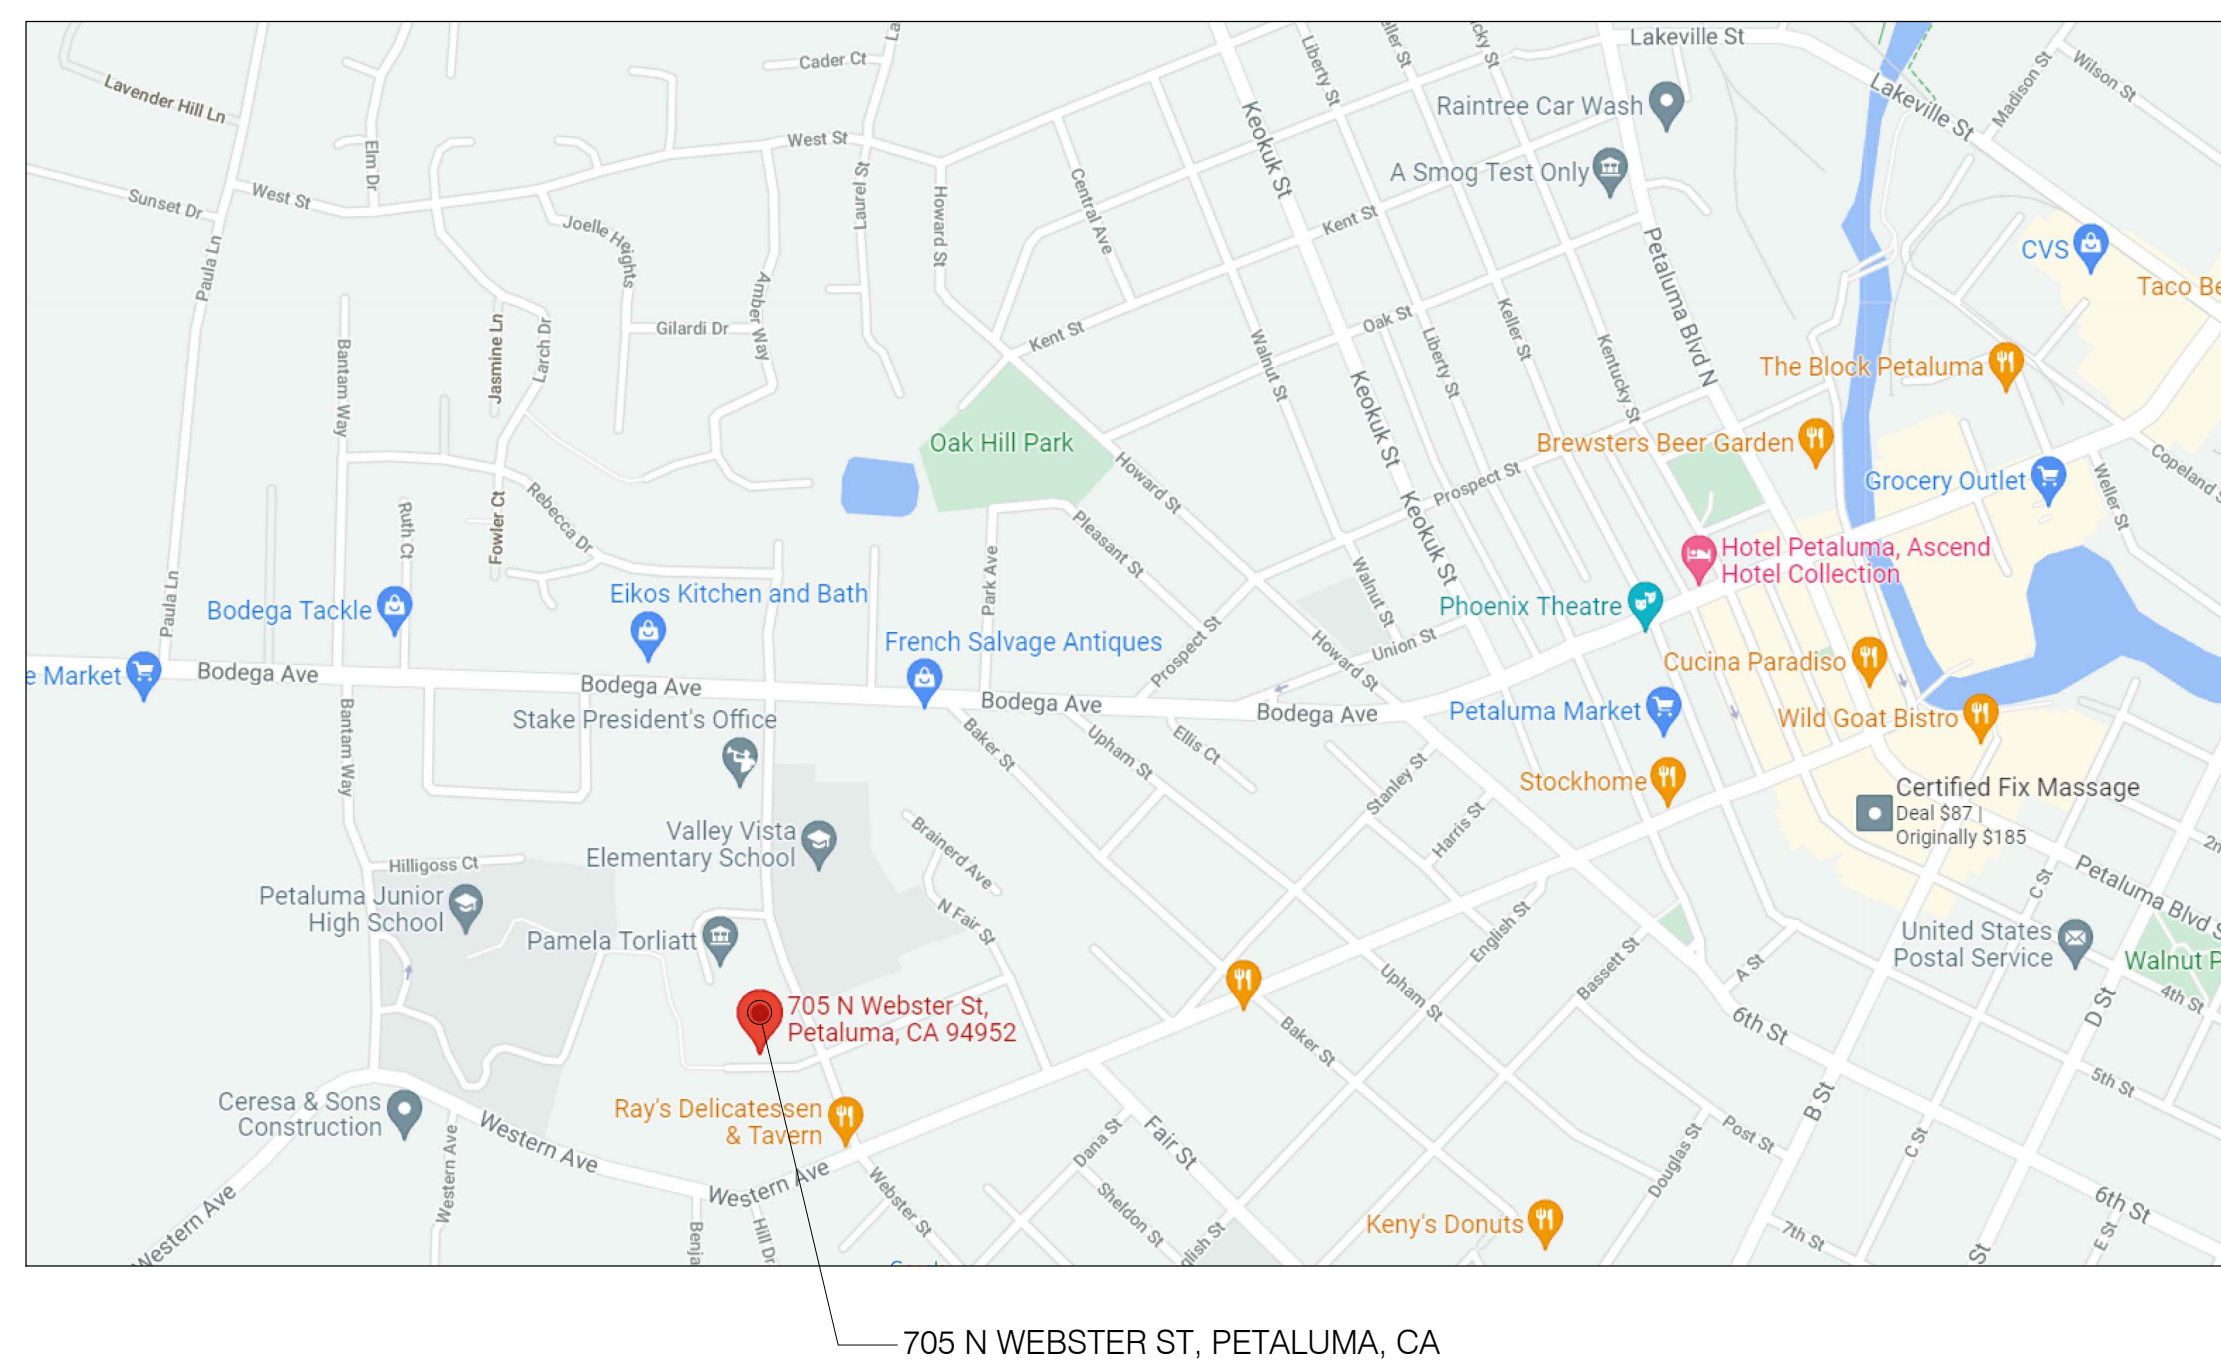 Cader Ct
La
Lavender Hill Ln
Elm Dr
West St
Laurel St
Howard St
Central Ave
Keokuk St
Liberty St
eller St
cky St
Lakeville St
Lakeville St
Madison St
Wilson St
Raintree Car Wash
A Smog Test Only
Kent St
CVS
Taco Be
Sunset Dr
West St
Paula Ln
Joelle Heights
Amber Way
Gilardi Dr
Jasmine Ln
Larch Dr
Bantam Way
Kent St
Walnut St
Oak St
Liberty St
Keller St
Kentucky St
Petaluma Blvd N
Keokuk St
The Block Petaluma
Oak Hill Park
Brewsters Beer Garden
Grocery Outlet
Copeland S
Weller St
Howard St
Prospect St
Keokuk St
Pleasant St
Park Ave
Walnut St
Ruth Ct
Fowler Ct
Rebecca Dr
Hotel Petaluma, Ascend
Hotel Collection
Phoenix Theatre
Paula Ln
Bodega Tackle
Eikos Kitchen and Bath
French Salvage Antiques
Prospect St
Union St
Howard St
Cucina Paradiso
e Market
Bodega Ave
Bodega Ave
Bodega Ave
Bodega Ave
Petaluma Market
Wild Goat Bistro
Stake President's Office
Bantam Way
Baker St
Upham St
Ellis Ct
Stanley St
Harris St
Stockhome
Certified Fix Massage
Deal $87 |
Originally $185
Valley Vista
Elementary School
Brainerd Ave
Hilligoss Ct
Petaluma Junior
High School
N Fair St
English St
Petaluma Blvd S
2n
C St
Pamela Torliatt
Upham St
Bassett St
A St
United States
Postal Service
Walnut P
4th St
D St
705 N Webster St,
Petaluma, CA 94952
Baker St
6th St
5th St
B St
Ceresa & Sons
Construction
Western Ave
Western Ave
Ray's Delicatessen
& Tavern
Dana St
Fair St
Douglas St
Post St
C St
Western Ave
Western Ave
Benja
Hill Dr
Webster St
Sheldon St
glish St
Keny's Donuts
7th St
6th St
E St
St
705 N WEBSTER ST, PETALUMA, CA